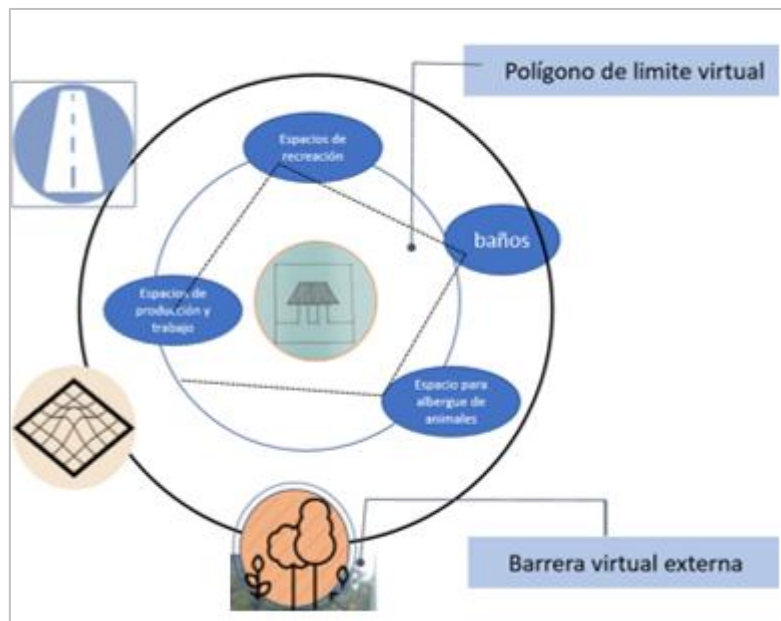 Polígono de limite virtual
Espacios de
recreación
baños
Espacios de
producción y
trabajo
Espacio para
albergue de
animales
Barrera virtual externa